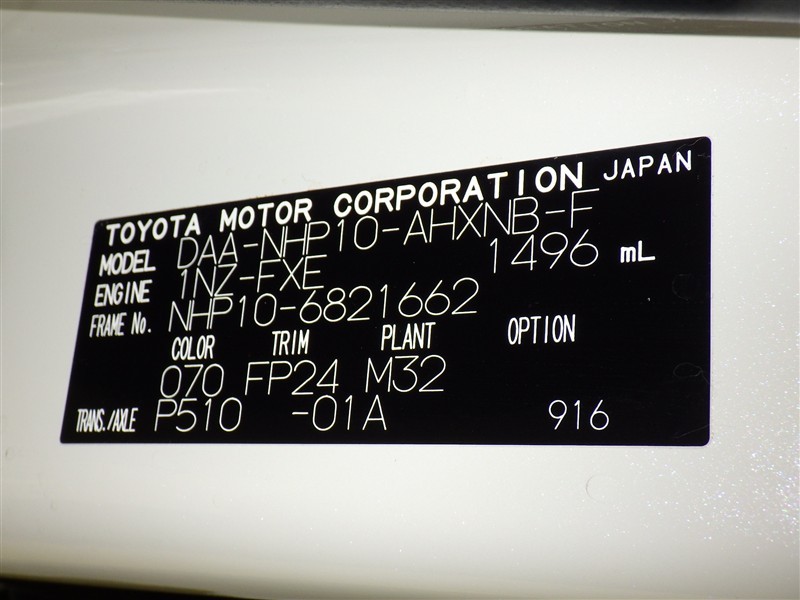 TOYOTA MOTOR CORPORATION JAPAN
MODEL DAA-NHP10-AHXNB-F
ENGINE 1NZ-FXE 1496 mL
FRAME No. NHP10-6821662
COLOR TRIM PLANT OPTION
070 FP24 M32
TRANS./AXLE P510 -01A 916